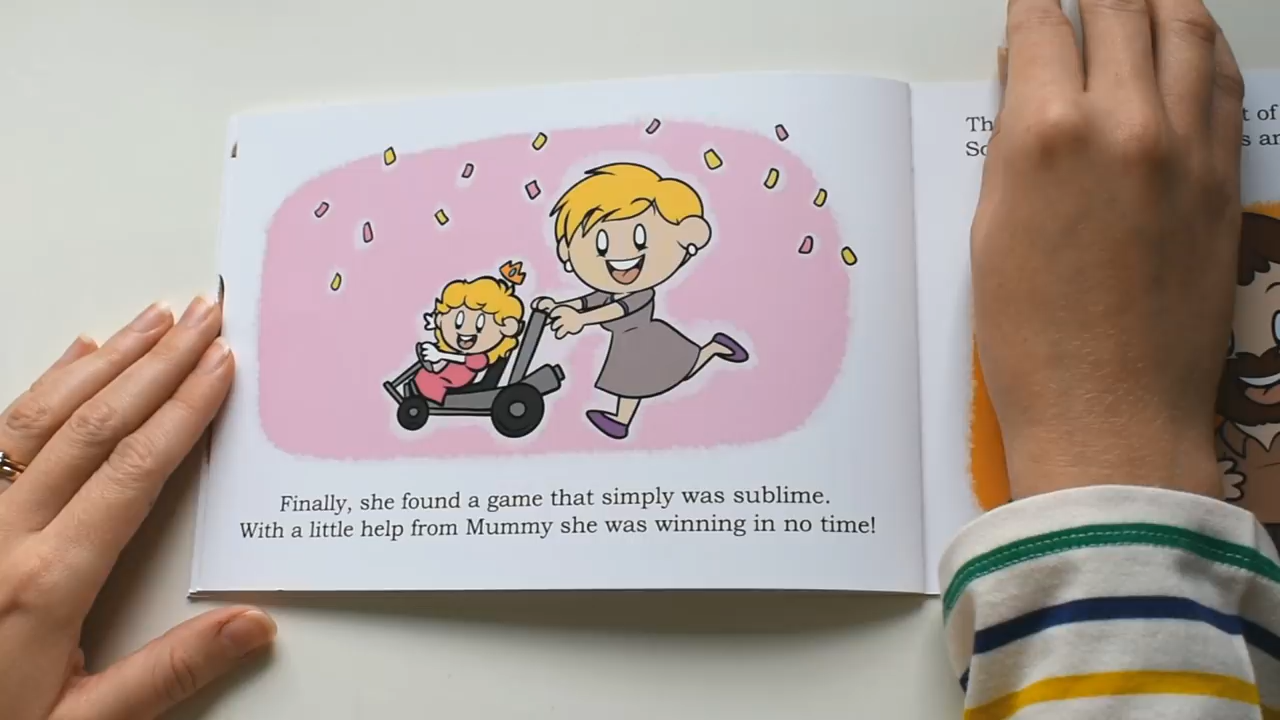 Finally, she found a game that simply was sublime.
With a little help from Mummy she was winning in no time!
t of